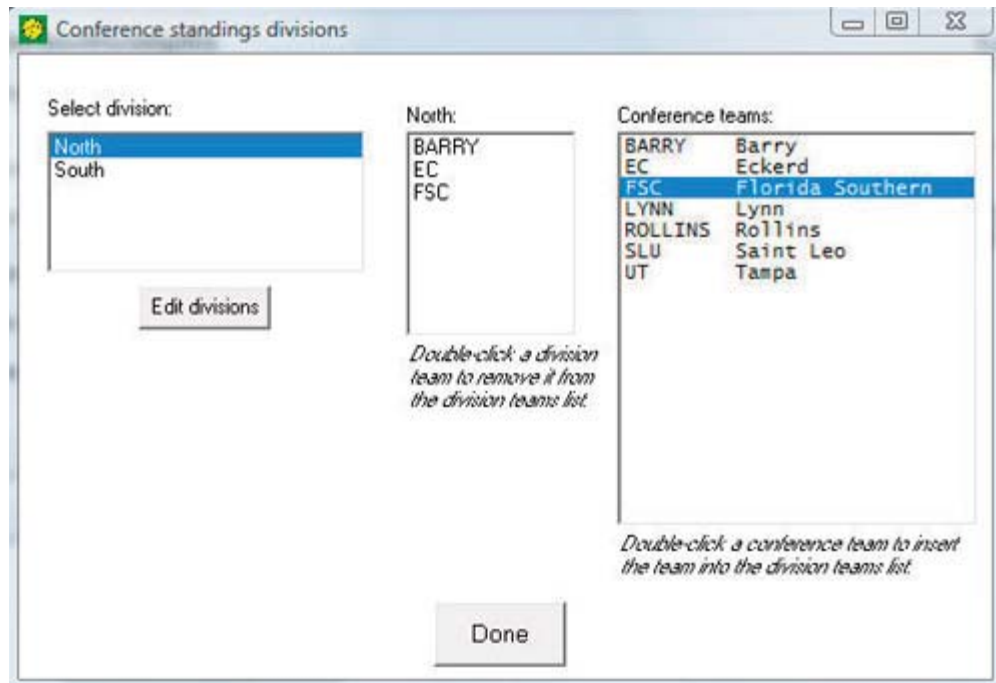 Conference standings divisions
Select division:
North
South
Edit divisions
North:
BARRY
EC
FSC
Double-click a division
team to remove it from
the division teams list.
Conference teams:
BARRY Barry
EC Eckerd
FSC Florida Southern
LYNN Lynn
ROLLINS Rollins
SLU Saint Leo
UT Tampa
Double-click a conference team to insert
the team into the division teams list.
Done